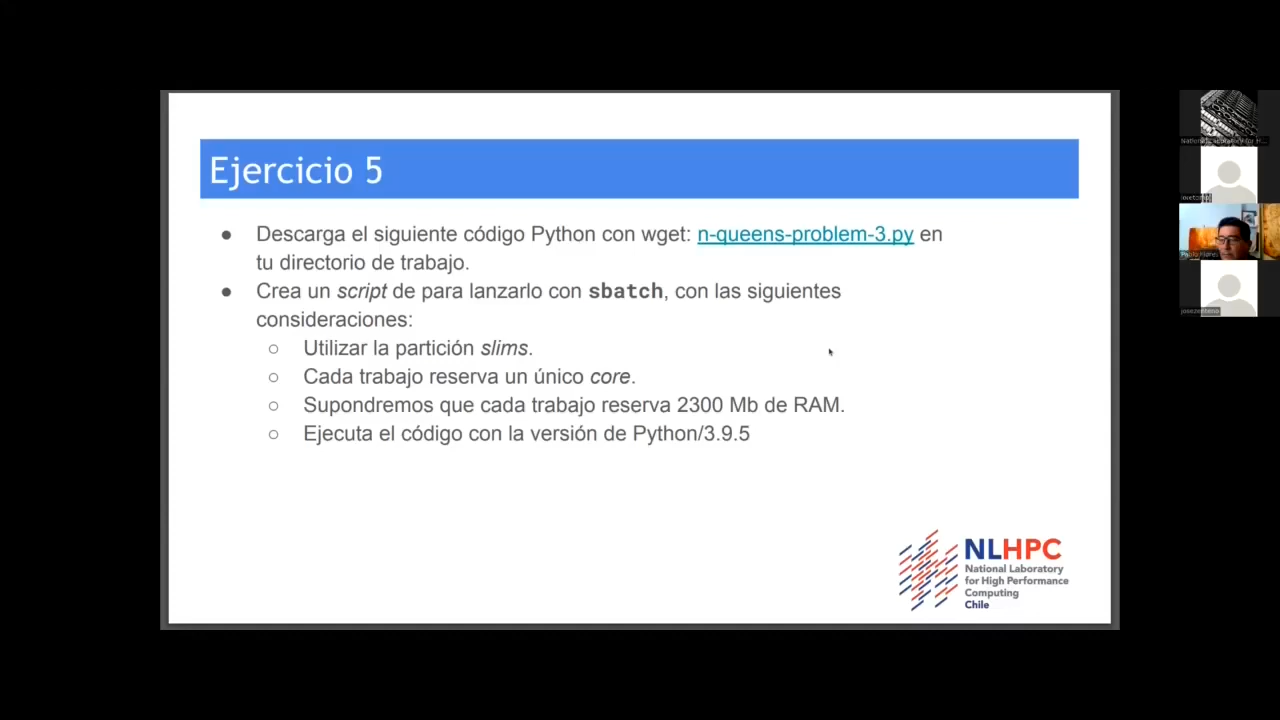 Ejercicio 5
● Descarga el siguiente código Python con wget: n-queens-problem-3.py en
tu directorio de trabajo.
● Crea un script de para lanzarlo con sbatch, con las siguientes
consideraciones:
○ Utilizar la partición slims.
○ Cada trabajo reserva un único core.
○ Supondremos que cada trabajo reserva 2300 Mb de RAM.
○ Ejecuta el código con la versión de Python/3.9.5
NLHPC
National Laboratory
for High Performance
Computing
Chile